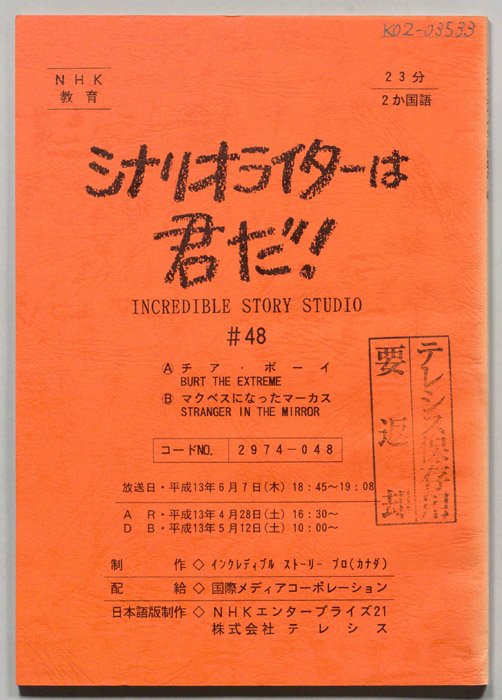 K02-03533
NHK
教育
23分
2か国語
シナリオライターは
君だ!
INCREDIBLE STORY STUDIO
#48
Ⓐ チア・ボーイ
BURT THE EXTREME
Ⓑ マクベスになったマーカス
STRANGER IN THE MIRROR
コードNO. 2974-048
放送日・平成13年6月7日(木) 18:45~19:08
AR・平成13年4月28日(土) 16:30~
DB・平成13年5月12日(土) 10:00~
制作◇インクレディブル ストーリー プロ(カナダ)
配給◇国際メディアコーポレーション
日本語版制作◇NHKエンタープライズ21
株式会社テレシス
テレシス保存用
要返却